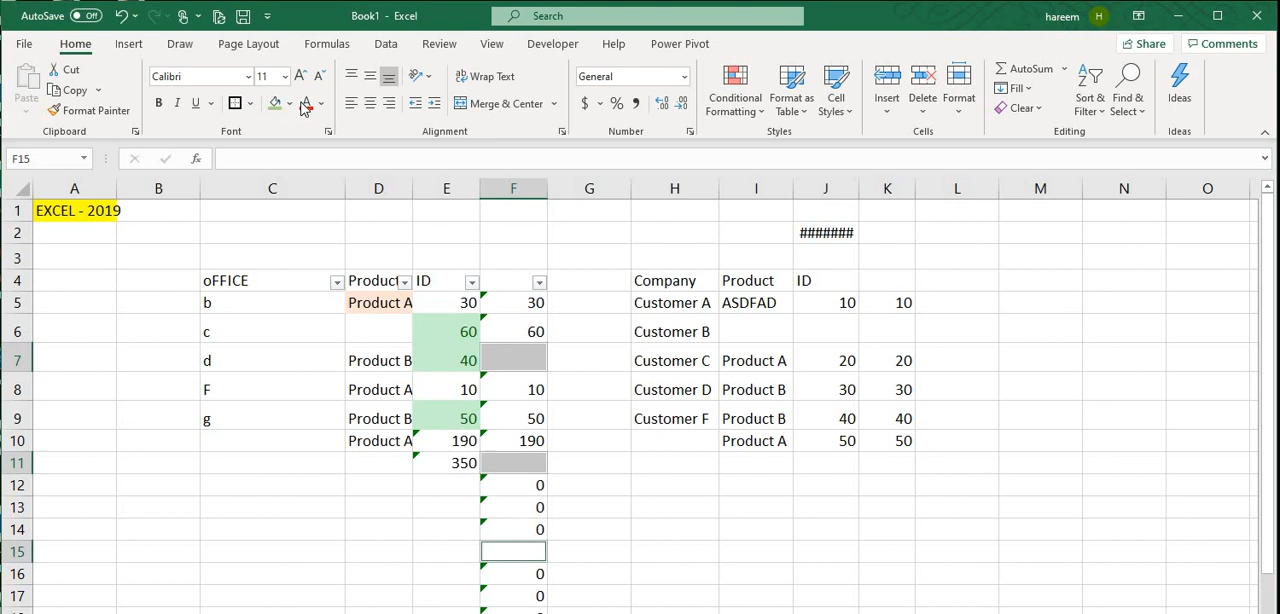 AutoSave Off Book1 - Excel Search hareem H
File Home Insert Draw Page Layout Formulas Data Review View Developer Help Power Pivot Share Comments
Paste Cut Copy Format Painter Clipboard
Calibri 11 A A B I U A Font
Wrap Text Merge & Center Alignment
General $ % Number
Conditional Formatting Format as Table Cell Styles Styles
Insert Delete Format Cells
AutoSum Fill Clear Sort & Filter Find & Select Editing
Ideas Ideas
F15 fx
A B C D E F G H I J K L M N O
1 EXCEL - 2019
2 #######
3
4 oFFICE Product ID Company Product ID
5 b Product A 30 30 Customer A ASDFAD 10 10
6 c 60 60 Customer B
7 d Product B 40 Customer C Product A 20 20
8 F Product A 10 10 Customer D Product B 30 30
9 g Product B 50 50 Customer F Product B 40 40
10 Product A 190 190 Product A 50 50
11 350
12 0
13 0
14 0
15
16 0
17 0